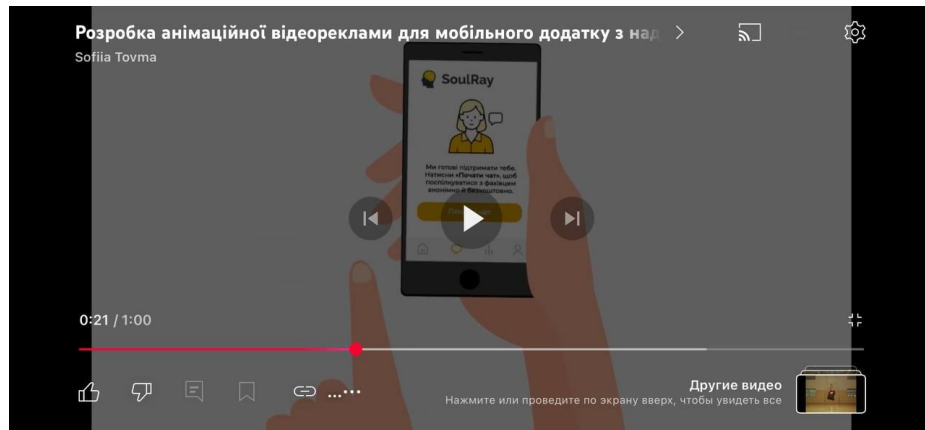 Розробка анімаційної відеореклами для мобільного додатку з над
Sofiia Tovma
SoulRay
Ми готові підтримати тебе.
Натисни «Почати чат», щоб
поспілкуватися з фахівцем
анонімно й безкоштовно.
0:21 / 1:00
Другие видео
Нажмите или проведите по экрану вверх, чтобы увидеть все